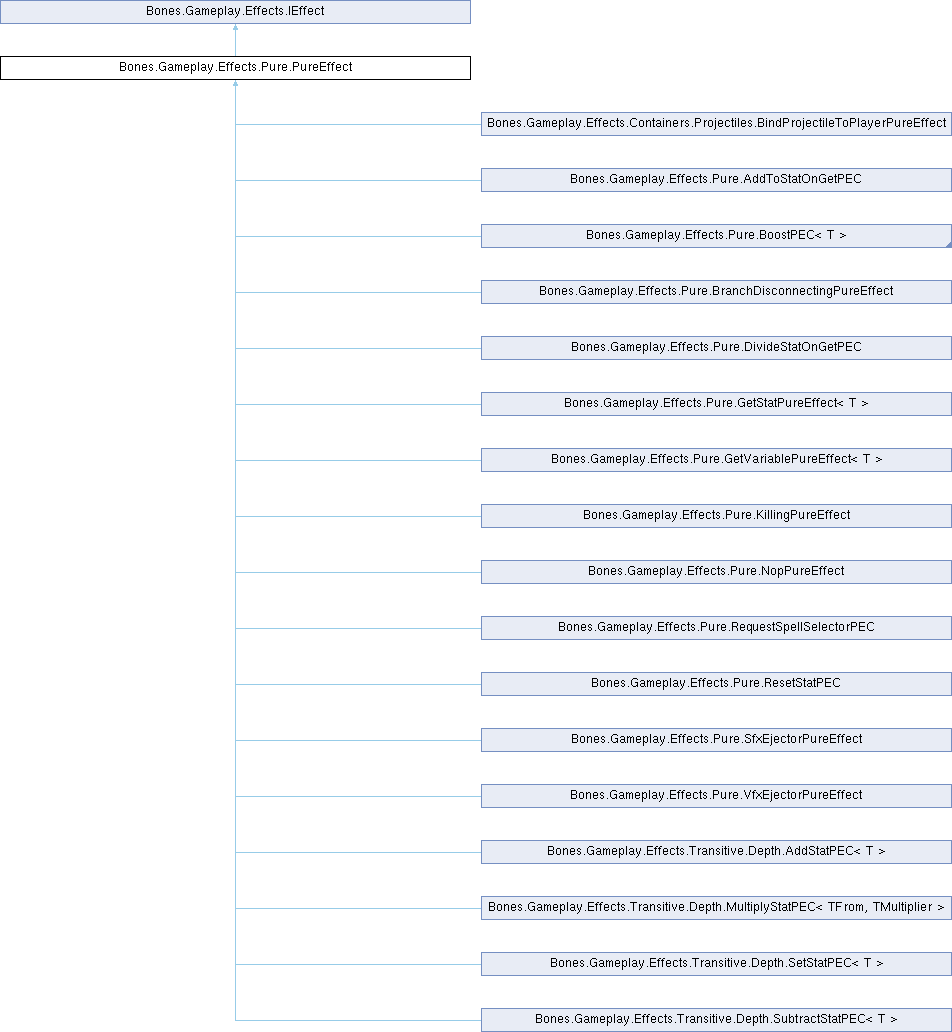 Bones.Gameplay.Effects.IEffect
Bones.Gameplay.Effects.Pure.PureEffect
Bones.Gameplay.Effects.Containers.Projectiles.BindProjectileToPlayerPureEffect
Bones.Gameplay.Effects.Pure.AddToStatOnGetPEC
Bones.Gameplay.Effects.Pure.BoostPEC< T >
Bones.Gameplay.Effects.Pure.BranchDisconnectingPureEffect
Bones.Gameplay.Effects.Pure.DivideStatOnGetPEC
Bones.Gameplay.Effects.Pure.GetStatPureEffect< T >
Bones.Gameplay.Effects.Pure.GetVariablePureEffect< T >
Bones.Gameplay.Effects.Pure.KillingPureEffect
Bones.Gameplay.Effects.Pure.NopPureEffect
Bones.Gameplay.Effects.Pure.RequestSpellSelectorPEC
Bones.Gameplay.Effects.Pure.ResetStatPEC
Bones.Gameplay.Effects.Pure.SfxEjectorPureEffect
Bones.Gameplay.Effects.Pure.VfxEjectorPureEffect
Bones.Gameplay.Effects.Transitive.Depth.AddStatPEC< T >
Bones.Gameplay.Effects.Transitive.Depth.MultiplyStatPEC< TFrom, TMultiplier >
Bones.Gameplay.Effects.Transitive.Depth.SetStatPEC< T >
Bones.Gameplay.Effects.Transitive.Depth.SubtractStatPEC< T >